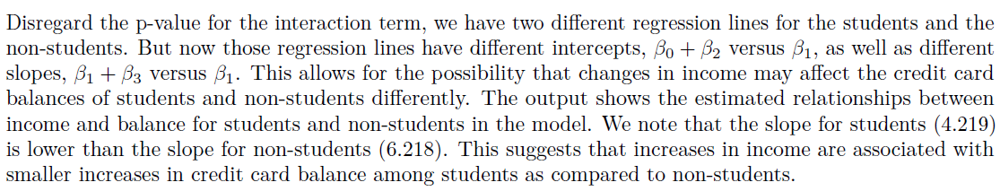 Disregard the p-value for the interaction term, we have two different regression lines for the students and the
non-students. But now those regression lines have different intercepts, β₀ + β₂ versus β₁, as well as different
slopes, β₁ + β₃ versus β₁. This allows for the possibility that changes in income may affect the credit card
balances of students and non-students differently. The output shows the estimated relationships between
income and balance for students and non-students in the model. We note that the slope for students (4.219)
is lower than the slope for non-students (6.218). This suggests that increases in income are associated with
smaller increases in credit card balance among students as compared to non-students.